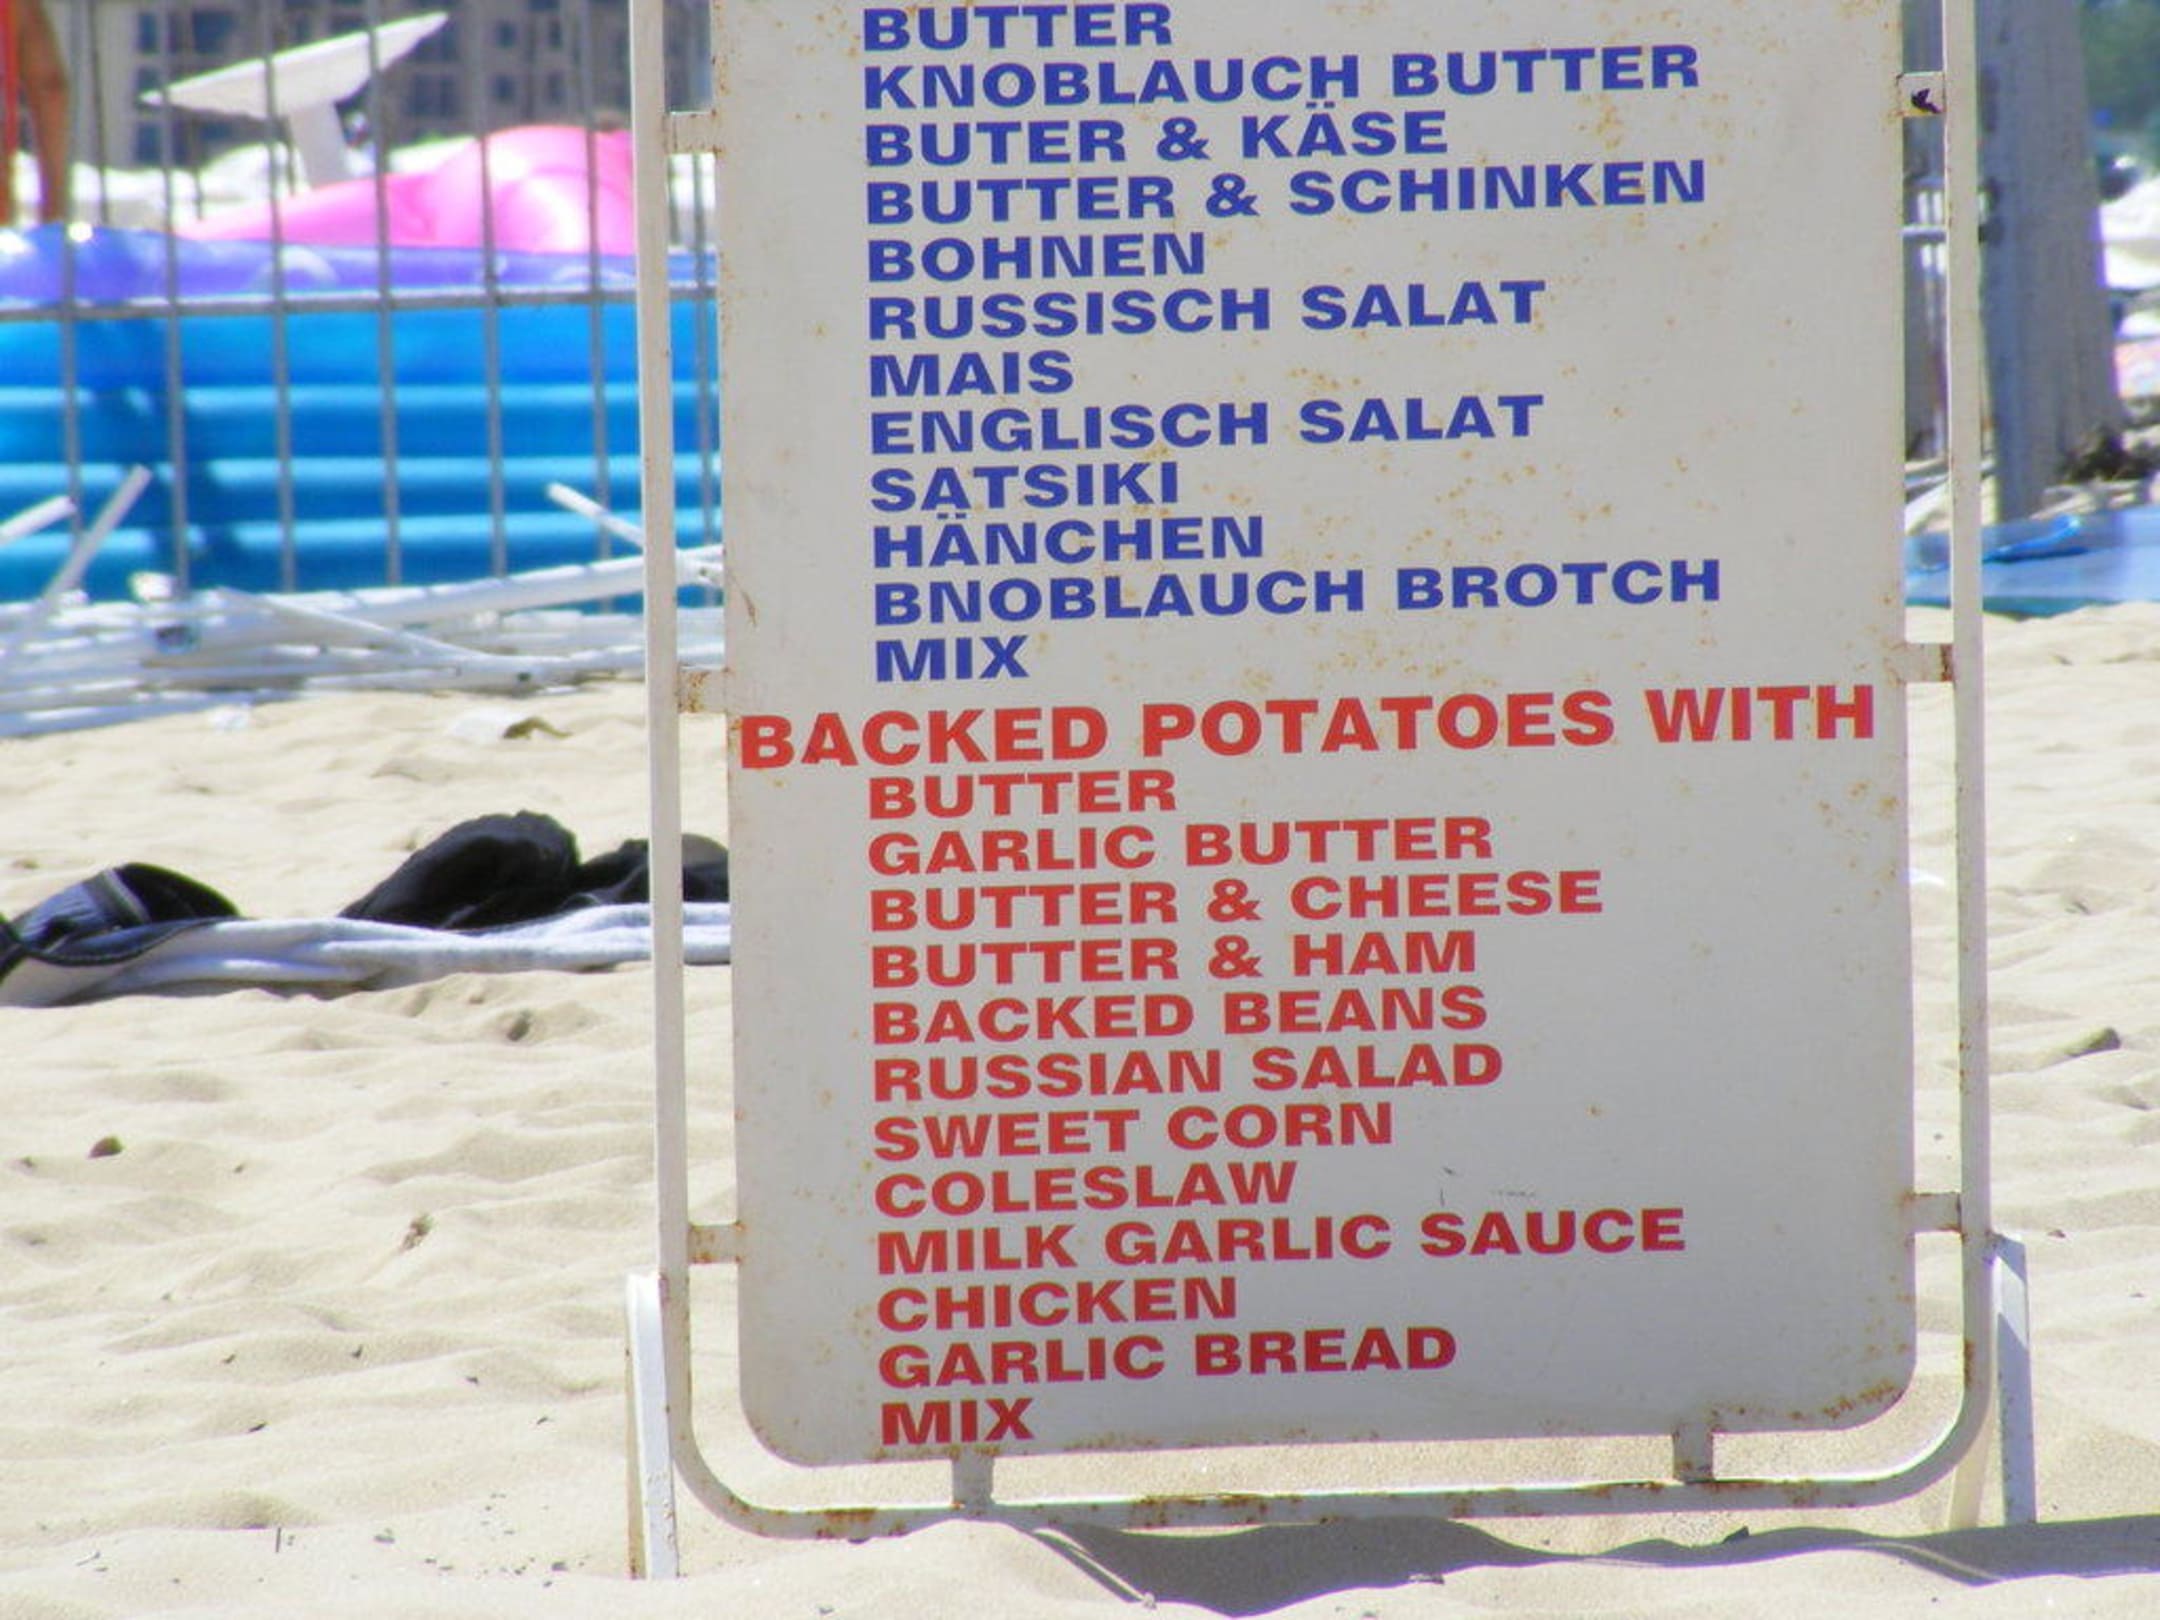 BUTTER
KNOBLAUCH BUTTER
BUTER & KÄSE
BUTTER & SCHINKEN
BOHNEN
RUSSISCH SALAT
MAIS
ENGLISCH SALAT
SATSIKI
HÄNCHEN
BNOBLAUCH BROTCH
MIX
BACKED POTATOES WITH
BUTTER
GARLIC BUTTER
BUTTER & CHEESE
BUTTER & HAM
BACKED BEANS
RUSSIAN SALAD
SWEET CORN
COLESLAW
MILK GARLIC SAUCE
CHICKEN
GARLIC BREAD
MIX